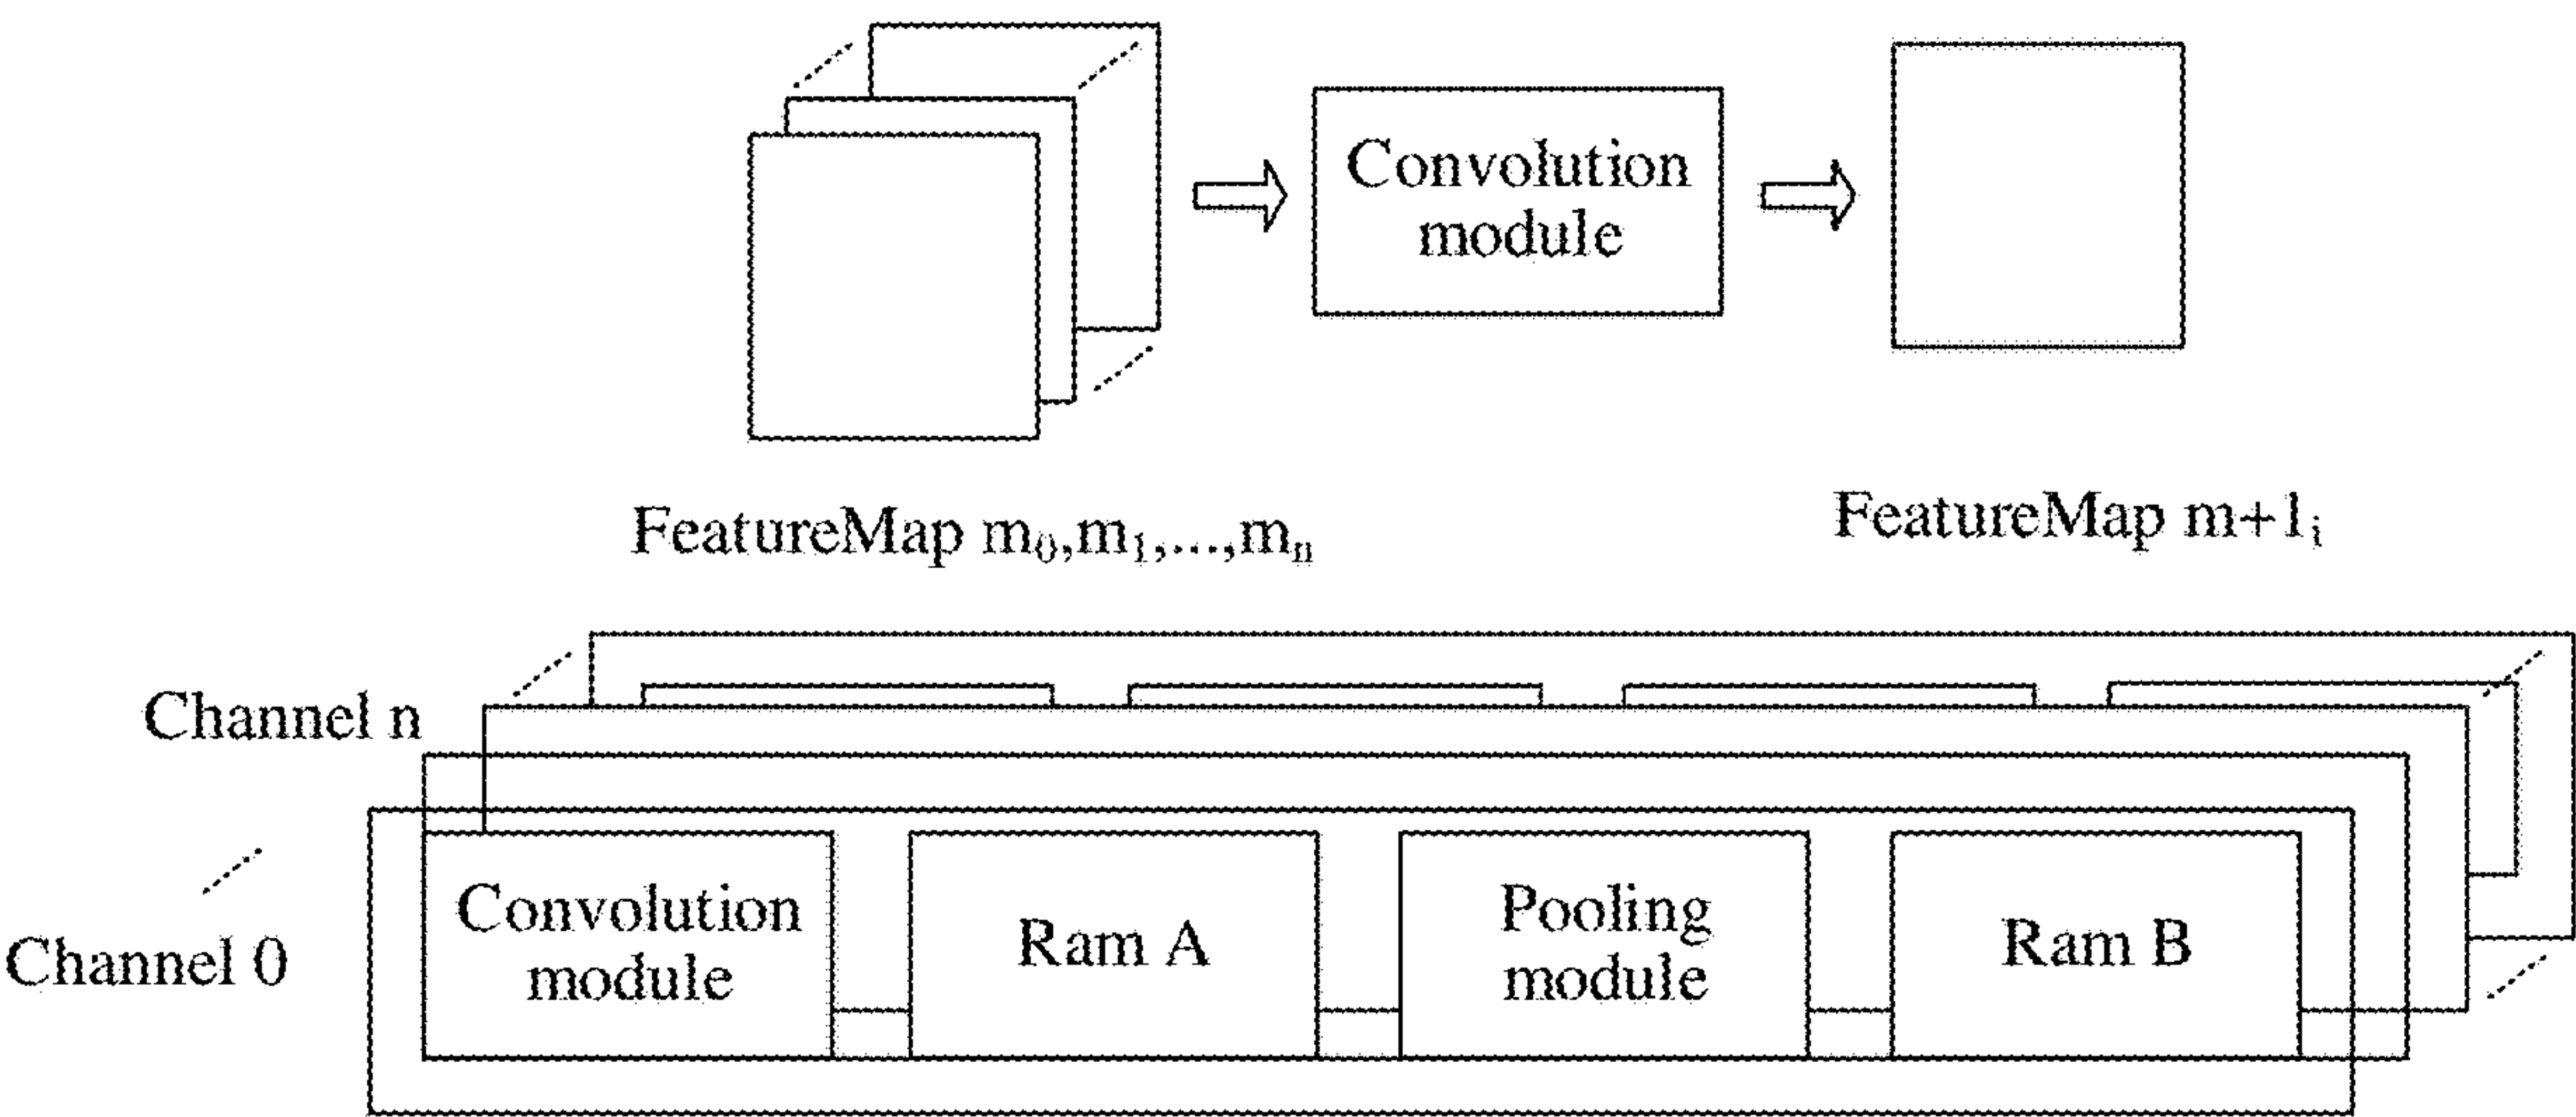 Convolution
module
FeatureMap m₀,m₁,...,mₙ
FeatureMap m+1ᵢ
Channel n
Channel 0
Convolution
module
Ram A
Pooling
module
Ram B